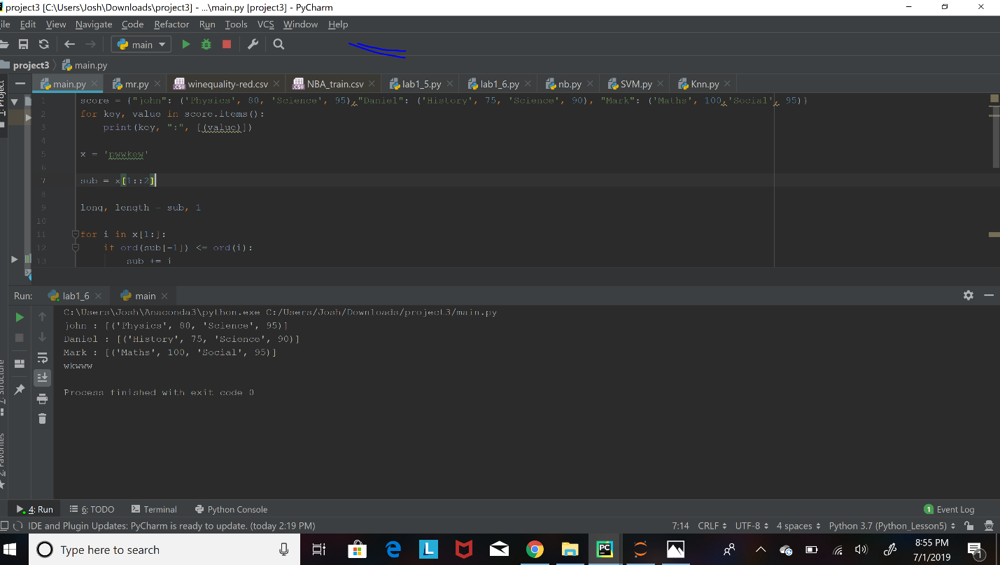 project3 [C:\Users\Josh\Downloads\project3] - ...\main.py [project3] - PyCharm
ile Edit View Navigate Code Refactor Run Tools VCS Window Help
main
project3 main.py
1: Project
main.py mr.py winequality-red.csv NBA_train.csv lab1_5.py lab1_6.py nb.py SVM.py Knn.py
1 score = {"john": ('Physics', 80, 'Science', 95),"Daniel": ('History', 75, 'Science', 90), "Mark": ('Maths', 100,'Social', 95)}
2 for key, value in score.items():
3 print(key, ":", [(value)])
4
5 x = 'pwwkew'
6
7 sub = x[1::2]
8
9 long, length = sub, 1
10
11 for i in x[1:]:
12 if ord(sub[-1]) <= ord(i):
13 sub += i
Run: lab1_6 main
C:\Users\Josh\Anaconda3\python.exe C:/Users/Josh/Downloads/project3/main.py
john : [('Physics', 80, 'Science', 95)]
Daniel : [('History', 75, 'Science', 90)]
Mark : [('Maths', 100, 'Social', 95)]
wkwww
Process finished with exit code 0
7: Structure
2: Favorites
4: Run 6: TODO Terminal Python Console 1 Event Log
IDE and Plugin Updates: PyCharm is ready to update. (today 2:19 PM) 7:14 CRLF UTF-8 4 spaces Python 3.7 (Python_Lesson5)
Type here to search L PC 8:55 PM 1
7/1/2019